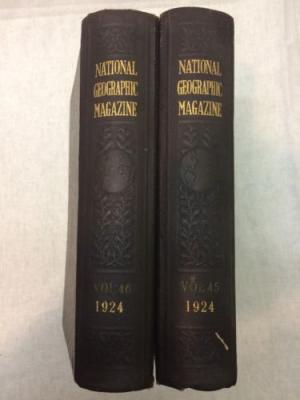 NATIONAL
GEOGRAPHIC
MAGAZINE
VOL 46
1924
NATIONAL
GEOGRAPHIC
MAGAZINE
VOL 45
1924